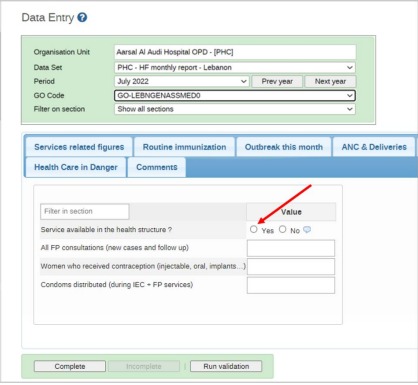 Data Entry
Organisation Unit Aarsal Al Audi Hospital OPD - [PHC]
Data Set PHC - HF monthly report - Lebanon
Period July 2022 Prev year Next year
GO Code GO-LEBNGENASSMED0
Filter on section Show all sections
Services related figures Routine immunization Outbreak this month ANC & Deliveries
Health Care in Danger Comments
Filter in section Value
Service available in the health structure ? Yes No
All FP consultations (new cases and follow up)
Women who received contraception (injectable, oral, implants…)
Condoms distributed (during IEC + FP services)
Complete Incomplete | Run validation